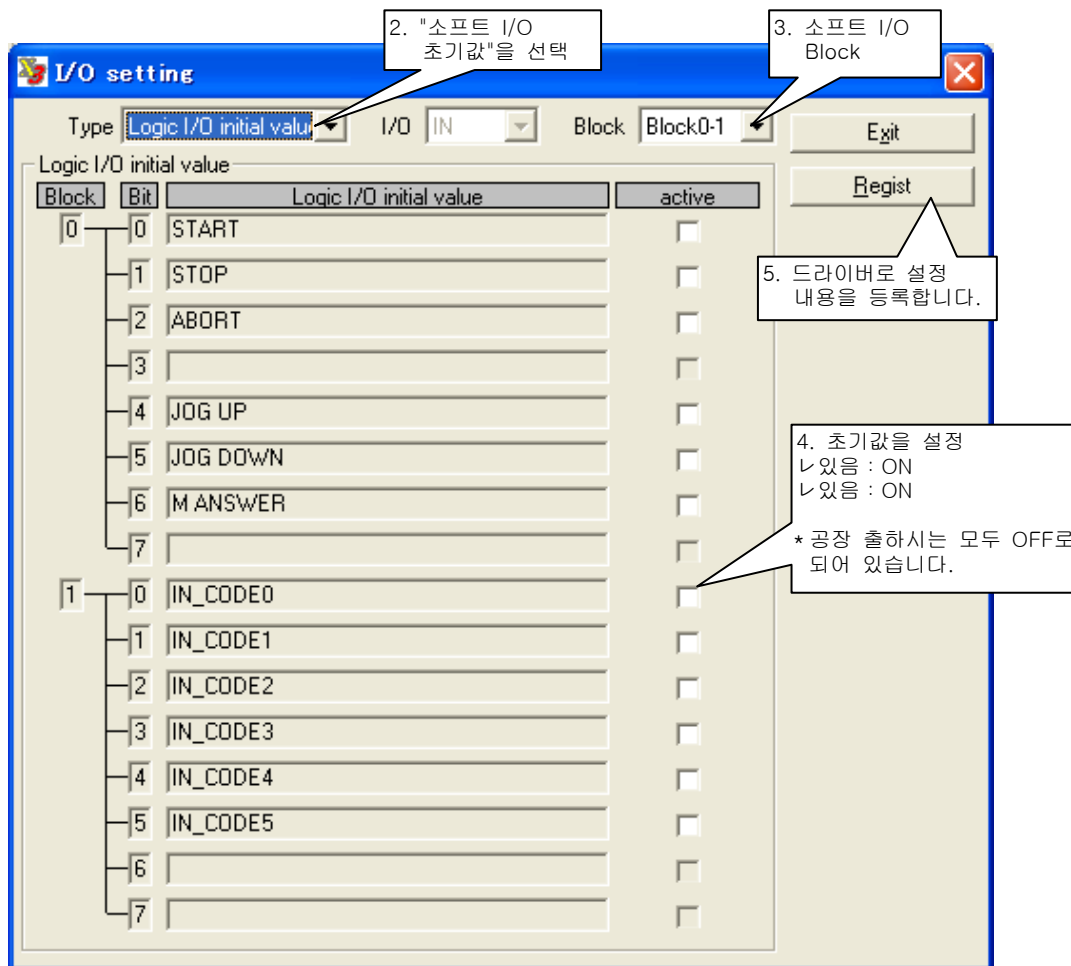 2. "소프트 I/O
초기값"을 선택
3. 소프트 I/O
Block
I/O setting
Type Logic I/O initial valu I/O IN Block Block0-1
Exit
Logic I/O initial value
Regist
Block Bit Logic I/O initial value active
0 0 START
1 STOP
5. 드라이버로 설정
내용을 등록합니다.
2 ABORT
3
4 JOG UP
5 JOG DOWN
4. 초기값을 설정
レ있음 : ON
レ있음 : ON
* 공장 출하시는 모두 OFF로
되어 있습니다.
6 M ANSWER
7
1 0 IN_CODE0
1 IN_CODE1
2 IN_CODE2
3 IN_CODE3
4 IN_CODE4
5 IN_CODE5
6
7